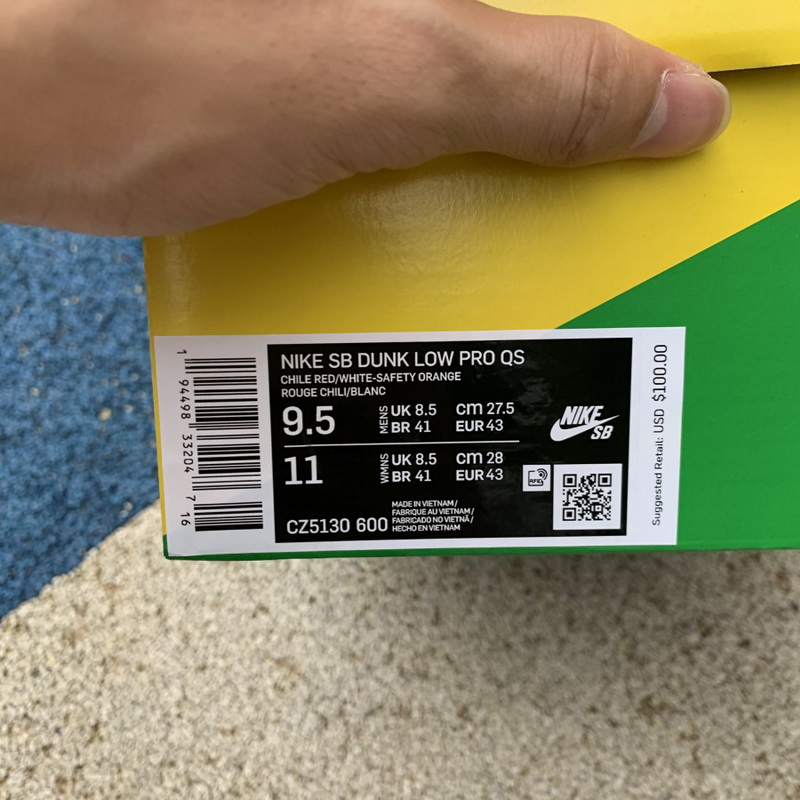 1 94498 33204 7 16
NIKE SB DUNK LOW PRO QS
CHILE RED/WHITE-SAFETY ORANGE
ROUGE CHILI/BLANC
9.5 MENS UK 8.5 cm 27.5
BR 41 EUR 43
11 WMNS UK 8.5 cm 28
BR 41 EUR 43
CZ5130 600
MADE IN VIETNAM /
FABRIQUE AU VIETNAM /
FABRICADO NO VIETNÃ /
HECHO EN VIETNAM
NIKE
SB
RFID
Suggested Retail: USD $100.00